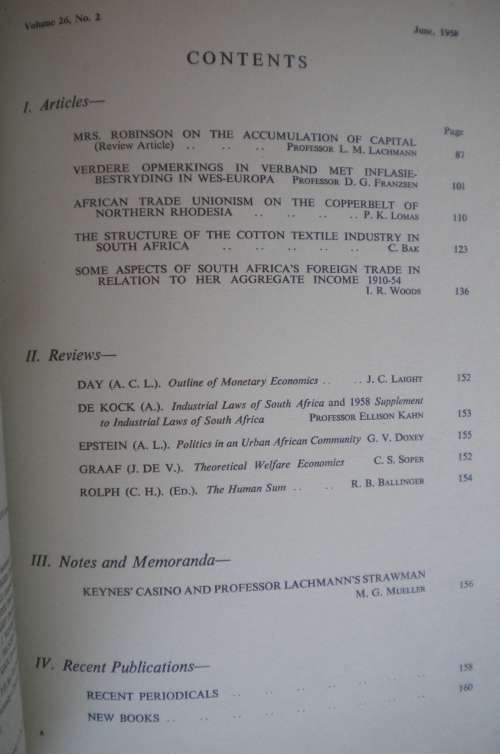 Volume 26, No. 2
June, 1958
CONTENTS
I. Articles—
Page
MRS. ROBINSON ON THE ACCUMULATION OF CAPITAL
(Review Article) .. .. .. PROFESSOR L. M. LACHMANN 87
VERDERE OPMERKINGS IN VERBAND MET INFLASIE-
BESTRYDING IN WES-EUROPA PROFESSOR D. G. FRANZSEN 101
AFRICAN TRADE UNIONISM ON THE COPPERBELT OF
NORTHERN RHODESIA .. .. .. .. P. K. LOMAS 110
THE STRUCTURE OF THE COTTON TEXTILE INDUSTRY IN
SOUTH AFRICA .. .. .. .. .. C. BAK 123
SOME ASPECTS OF SOUTH AFRICA'S FOREIGN TRADE IN
RELATION TO HER AGGREGATE INCOME 1910-54
I. R. WOODS 136
II. Reviews—
DAY (A. C. L.). Outline of Monetary Economics .. .. J. C. LAIGHT 152
DE KOCK (A.). Industrial Laws of South Africa and 1958 Supplement
to Industrial Laws of South Africa PROFESSOR ELLISON KAHN 153
EPSTEIN (A. L.). Politics in an Urban African Community G. V. DOXEY 155
GRAAF (J. DE V.). Theoretical Welfare Economics C. S. SOPER 152
ROLPH (C. H.). (ED.). The Human Sum .. .. R. B. BALLINGER 154
III. Notes and Memoranda—
KEYNES' CASINO AND PROFESSOR LACHMANN'S STRAWMAN
M. G. MUELLER 156
IV. Recent Publications—
RECENT PERIODICALS .. .. .. .. .. 158
NEW BOOKS .. .. .. .. .. .. 160
A